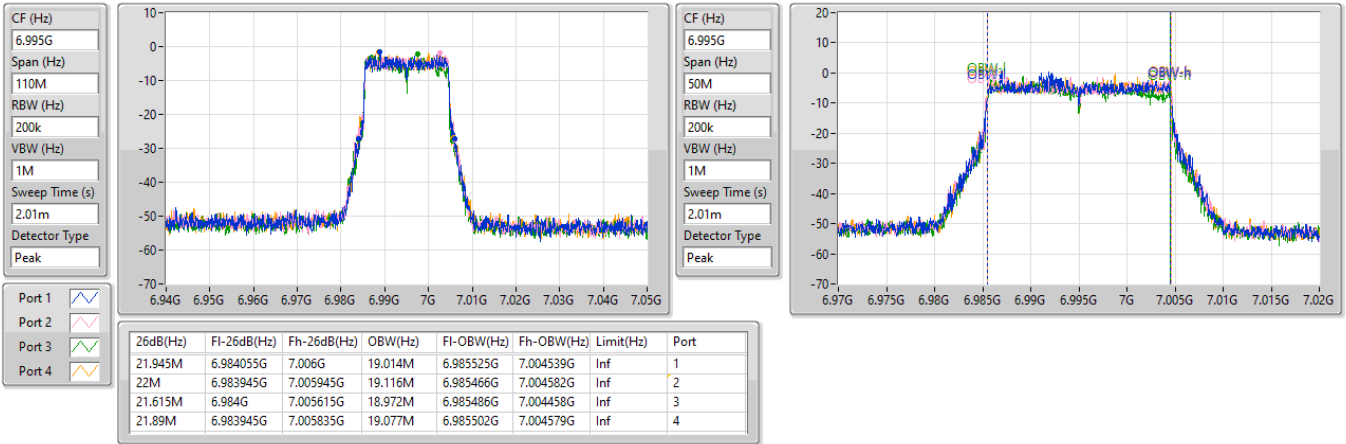 CF (Hz)
6.995G
Span (Hz)
110M
RBW (Hz)
200k
VBW (Hz)
1M
Sweep Time (s)
2.01m
Detector Type
Peak
Port 1
Port 2
Port 3
Port 4
10-
0-
-10-
-20-
-30-
-40-
-50-
-60-
-70-
6.94G 6.95G 6.96G 6.97G 6.98G 6.99G 7G 7.01G 7.02G 7.03G 7.04G 7.05G
CF (Hz)
6.995G
Span (Hz)
50M
RBW (Hz)
200k
VBW (Hz)
1M
Sweep Time (s)
2.01m
Detector Type
Peak
20-
10-
0-
-10-
-20-
-30-
-40-
-50-
-60-
-70-
OBW-h
6.97G 6.975G 6.98G 6.985G 6.99G 6.995G 7G 7.005G 7.01G 7.015G 7.02G
26dB(Hz) Fl-26dB(Hz) Fh-26dB(Hz) OBW(Hz) Fl-OBW(Hz) Fh-OBW(Hz) Limit(Hz) Port
21.945M 6.984055G 7.006G 19.014M 6.985525G 7.004539G Inf 1
22M 6.983945G 7.005945G 19.116M 6.985466G 7.004582G Inf 2
21.615M 6.984G 7.005615G 18.972M 6.985486G 7.004458G Inf 3
21.89M 6.983945G 7.005835G 19.077M 6.985502G 7.004579G Inf 4